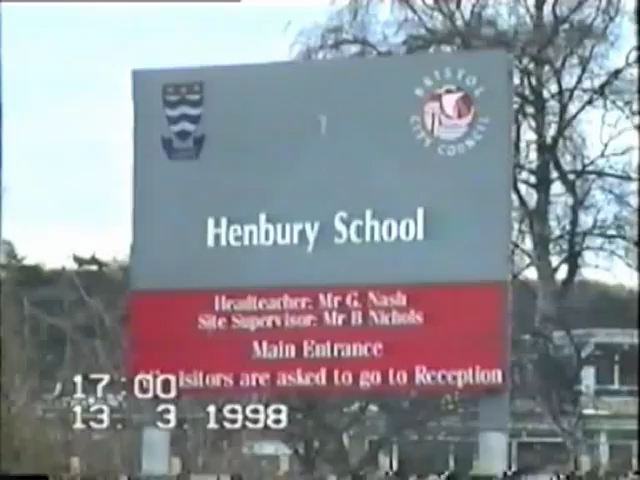 BRISTOL
CITY COUNCIL
Henbury School
Headteacher: Mr G. Nash
Site Supervisor: Mr B Nichols
Main Entrance
visitors are asked to go to Reception
17:00
13. 3. 1998